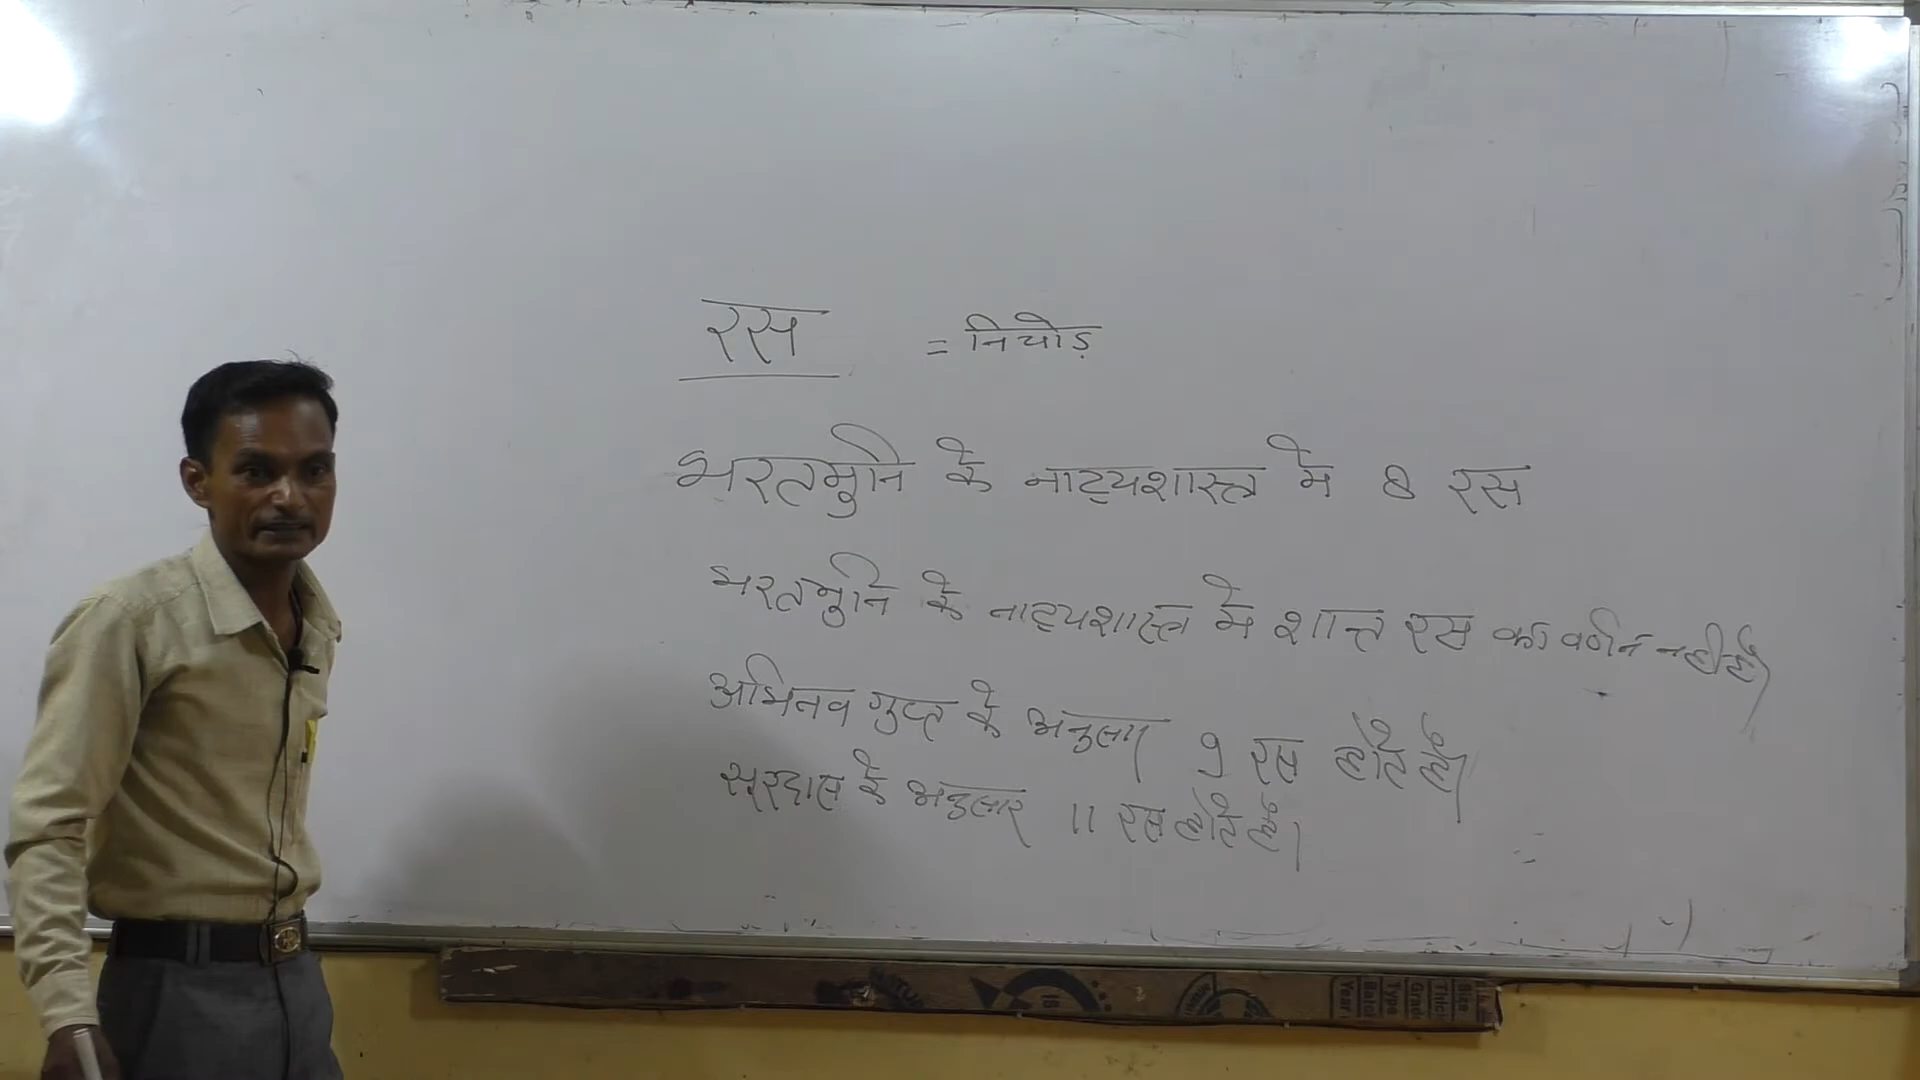 रस = निचोड़
भरतमुनि के नाट्यशास्त्र मे 8 रस
भरतमुनि के नाट्यशास्त्र मे शान्त रस का वर्णन नही है।
अभिनव गुप्त के अनुसार 9 रस होते है।
सूरदास के अनुसार 11 रस होते है।